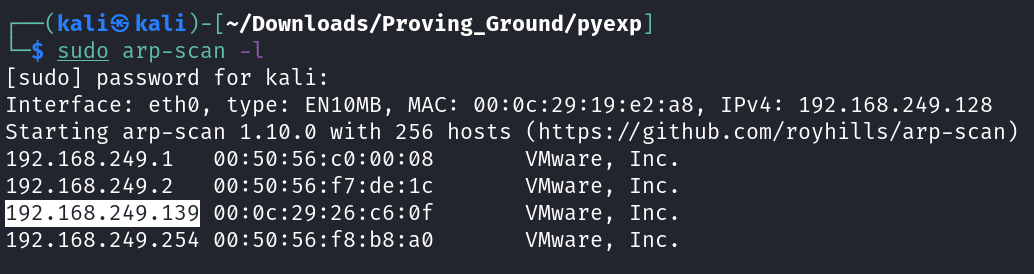 ┌──(kali㉿kali)-[~/Downloads/Proving_Ground/pyexp]
└─$ sudo arp-scan -l
[sudo] password for kali:
Interface: eth0, type: EN10MB, MAC: 00:0c:29:19:e2:a8, IPv4: 192.168.249.128
Starting arp-scan 1.10.0 with 256 hosts (https://github.com/royhills/arp-scan)
192.168.249.1   00:50:56:c0:00:08       VMware, Inc.
192.168.249.2   00:50:56:f7:de:1c       VMware, Inc.
192.168.249.139 00:0c:29:26:c6:0f       VMware, Inc.
192.168.249.254 00:50:56:f8:b8:a0       VMware, Inc.